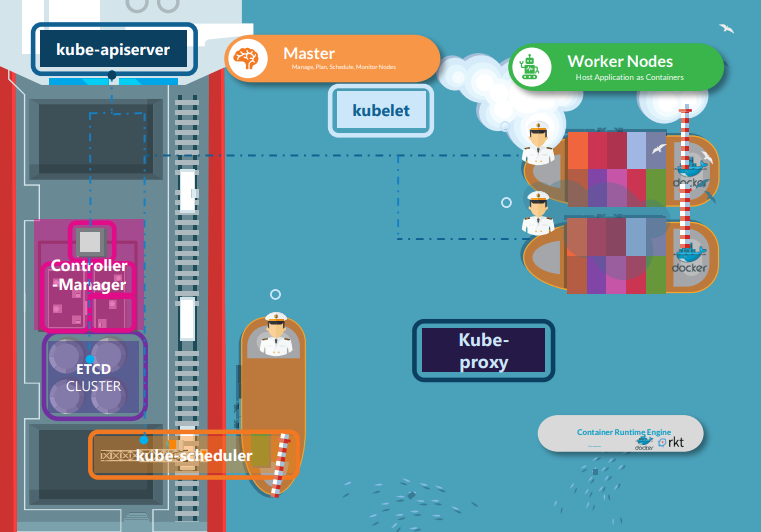 kube-apiserver
Master
Manage, Plan, Schedule, Monitor Nodes
Worker Nodes
Host Application as Containers
kubelet
docker
docker
Controller
-Manager
Kube-
proxy
ETCD
CLUSTER
kube-scheduler
Container Runtime Engine
docker
rkt